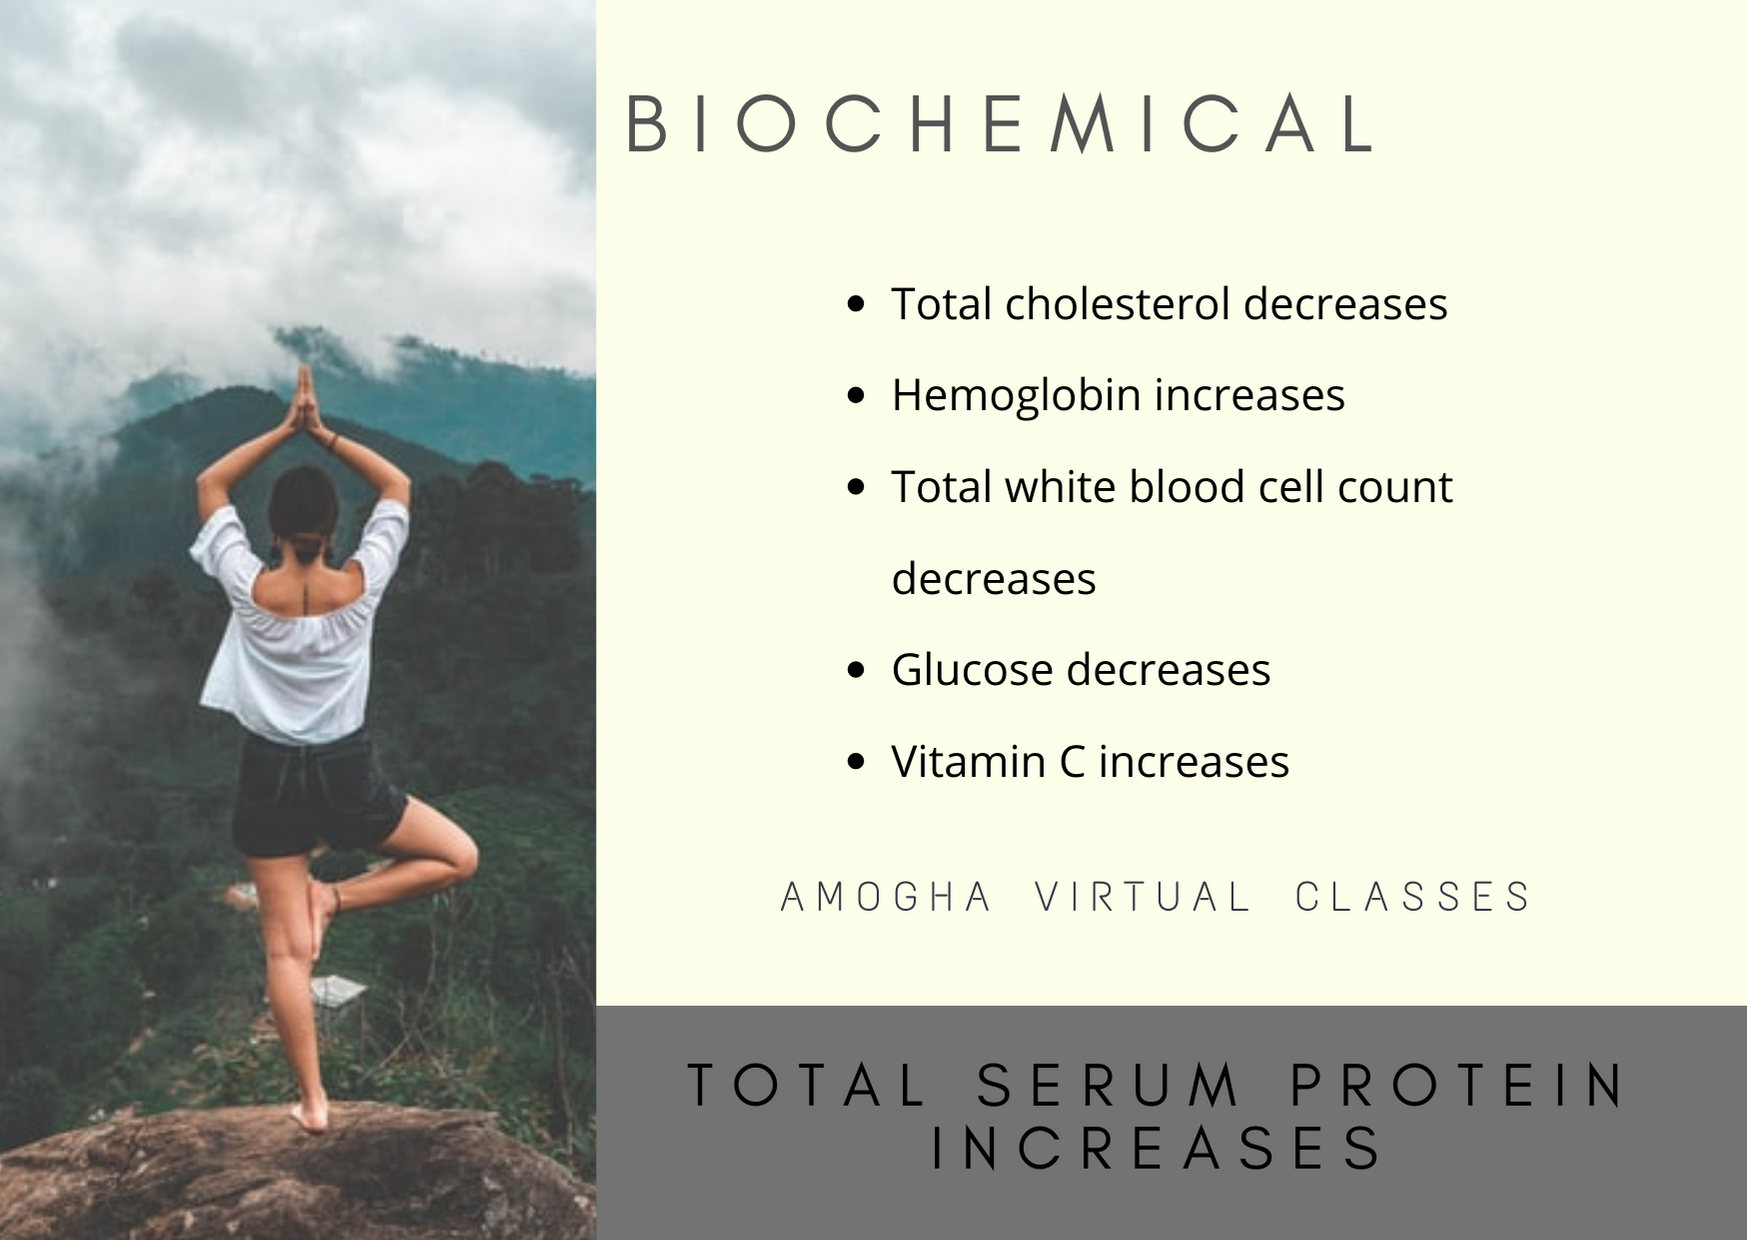 BIOCHEMICAL
• Total cholesterol decreases
• Hemoglobin increases
• Total white blood cell count
decreases
• Glucose decreases
• Vitamin C increases
AMOGHA VIRTUAL CLASSES
TOTAL SERUM PROTEIN
INCREASES